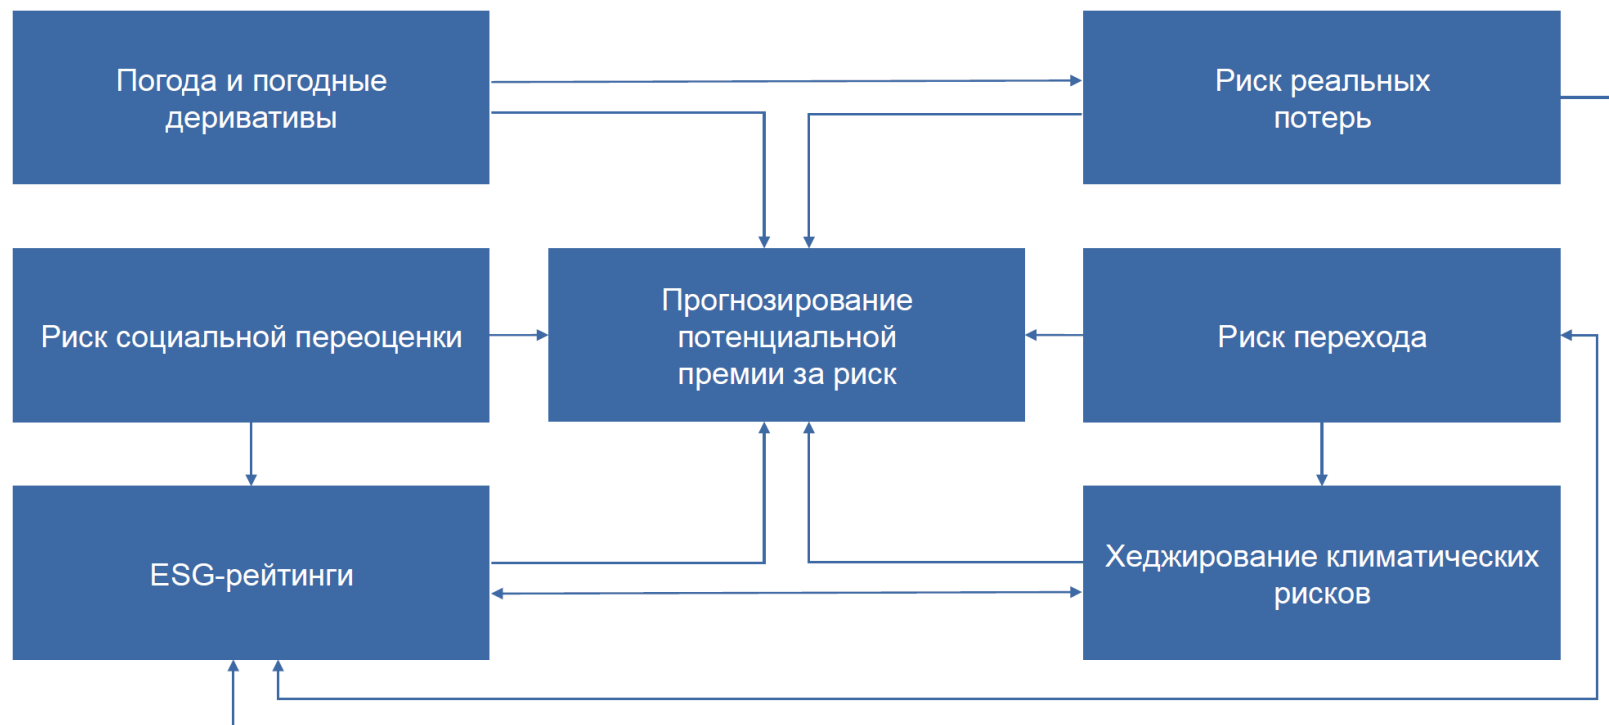 Погода и погодные
деривативы
Риск реальных
потерь
Риск социальной переоценки
Прогнозирование
потенциальной
премии за риск
Риск перехода
ESG-рейтинги
Хеджирование климатических
рисков